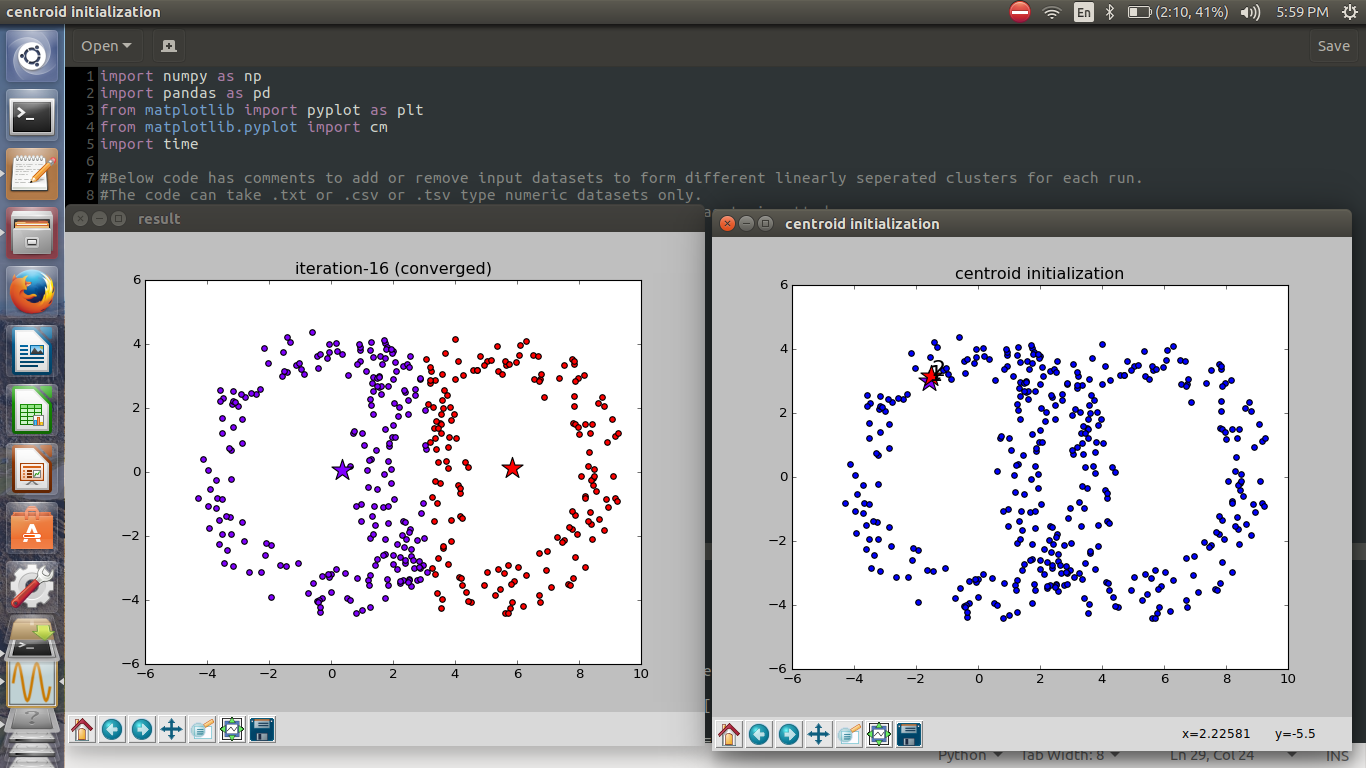 centroid initialization
En
(2:10, 41%)
5:59 PM
Open
Save
1 import numpy as np
2 import pandas as pd
3 from matplotlib import pyplot as plt
4 from matplotlib.pyplot import cm
5 import time
6
7 #Below code has comments to add or remove input datasets to form different linearly seperated clusters for each run.
8 #The code can take .txt or .csv or .tsv type numeric datasets only.
result
iteration-16 (converged)
6
4
2
0
−2
−4
−6
−6 −4 −2 0 2 4 6 8 10
centroid initialization
centroid initialization
2
6
4
2
0
−2
−4
−6
−6 −4 −2 0 2 4 6 8 10
x=2.22581 y=-5.5
Python
Tab Width: 8
Ln 29, Col 24
INS